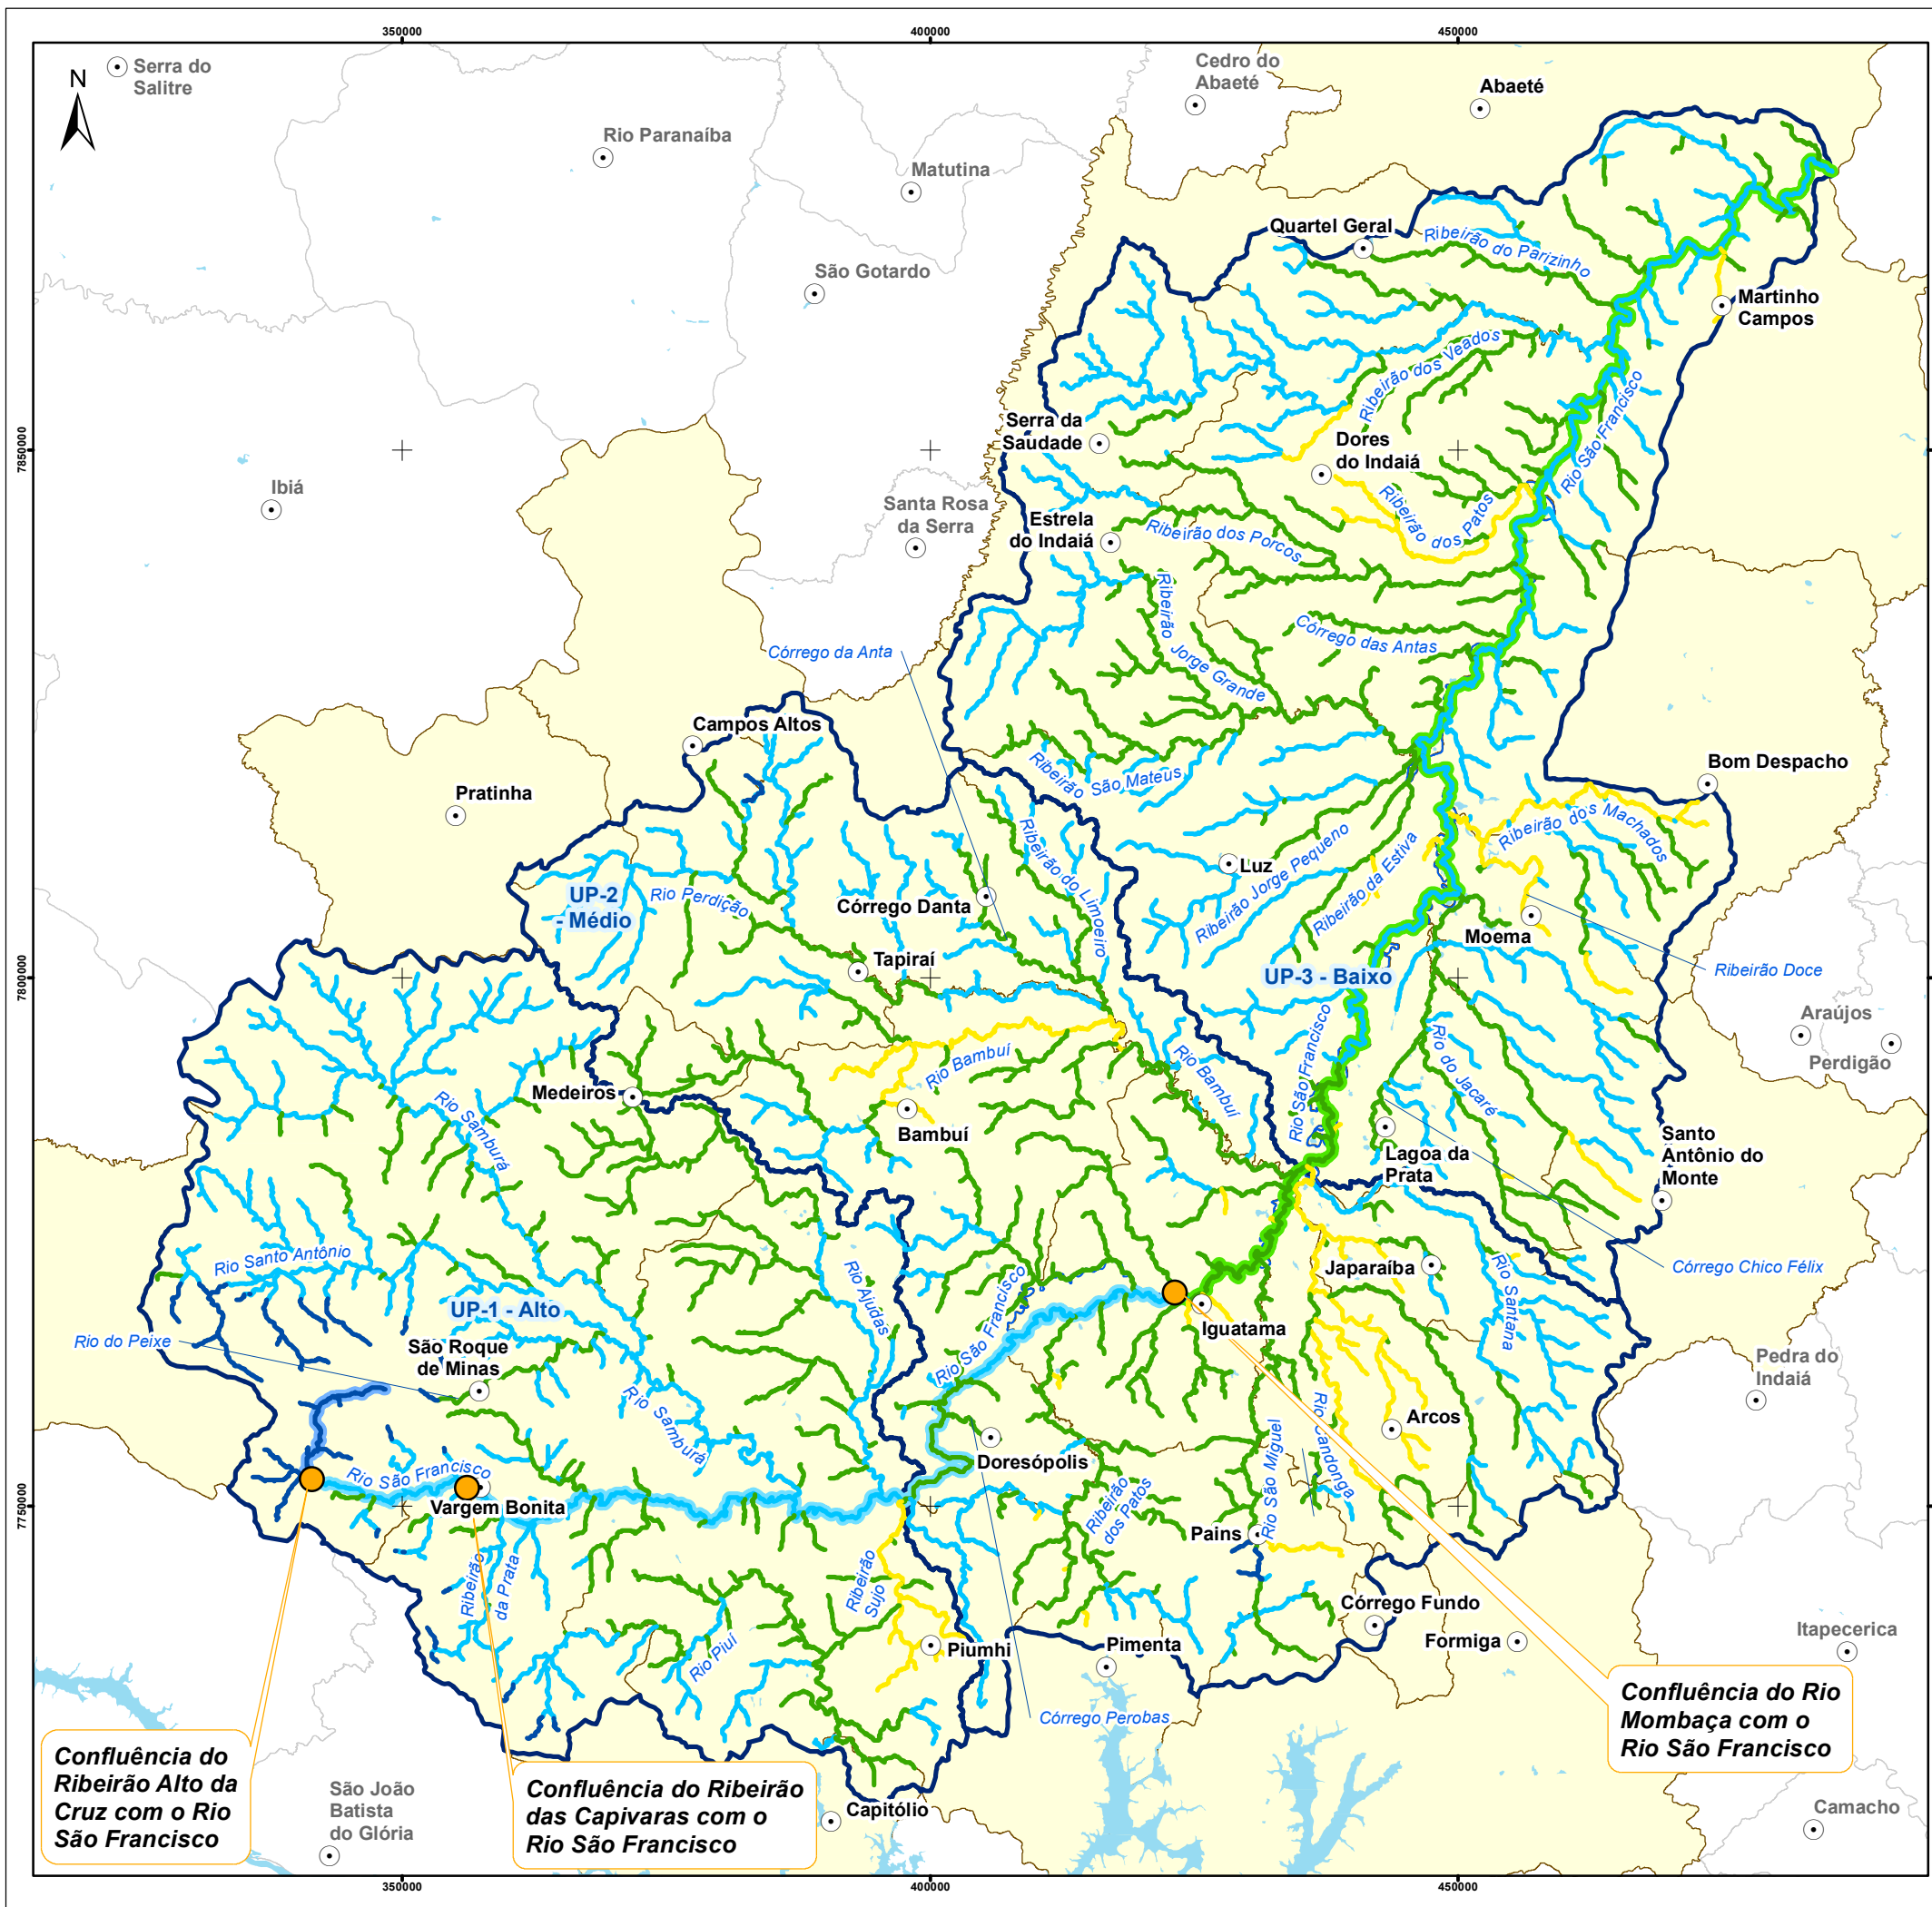 350000
400000
450000
N
Serra do
Salitre
Cedro do
Abaeté
Abaeté
Rio Paranaíba
Matutina
Quartel Geral
Ribeirão do Parizinho
São Gotardo
Martinho
Campos
Ribeirão dos Veados
Rio São Francisco
Serra da
Saudade
Dores
do Indaiá
7850000
Ibiá
Santa Rosa
da Serra
Estrela
do Indaiá
Ribeirão dos Patos
Ribeirão dos Porcos
Ribeirão Jorge Grande
Córrego das Antas
Córrego da Anta
Campos Altos
Ribeirão São Mateus
Bom Despacho
Pratinha
Ribeirão do Limoeiro
Ribeirão dos Machados
Luz
Ribeirão Jorge Pequeno
Ribeirão da Estiva
UP-2
- Médio
Rio Perdição
Córrego Danta
Moema
Tapiraí
UP-3 - Baixo
Ribeirão Doce
7800000
Araújos
Perdigão
Rio São Francisco
Rio do Jacaré
Rio Bambuí
Rio Bambuí
Medeiros
Rio Samburá
Bambuí
Lagoa da
Prata
Santo
Antônio do
Monte
Rio Santo Antônio
Rio Ajudas
Japaraíba
Córrego Chico Félix
Rio Santana
UP-1 - Alto
Rio São Francisco
Iguatama
Rio do Peixe
São Roque
de Minas
Pedra do
Indaiá
Rio Samburá
Rio São Miguel
Rio Candonga
Arcos
Doresópolis
Rio São Francisco
Vargem Bonita
Ribeirão
dos Patos
Pains
7750000
Ribeirão
da Prata
Ribeirão
Sujo
Rio Piuí
Piumhi
Pimenta
Córrego Fundo
Formiga
Itapecerica
Córrego Perobas
Confluência do Rio
Mombaça com o
Rio São Francisco
Confluência do
Ribeirão Alto da
Cruz com o Rio
São Francisco
São João
Batista
do Glória
Confluência do Ribeirão
das Capivaras com o
Rio São Francisco
Capitólio
Camacho
350000
400000
450000